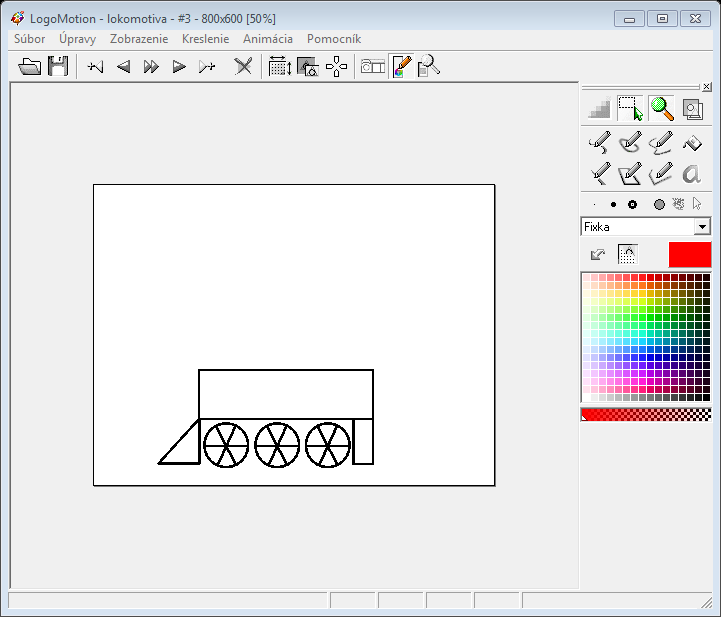 LogoMotion - lokomotiva - #3 - 800x600 [50%]
Súbor Úpravy Zobrazenie Kreslenie Animácia Pomocník
a
Fixka